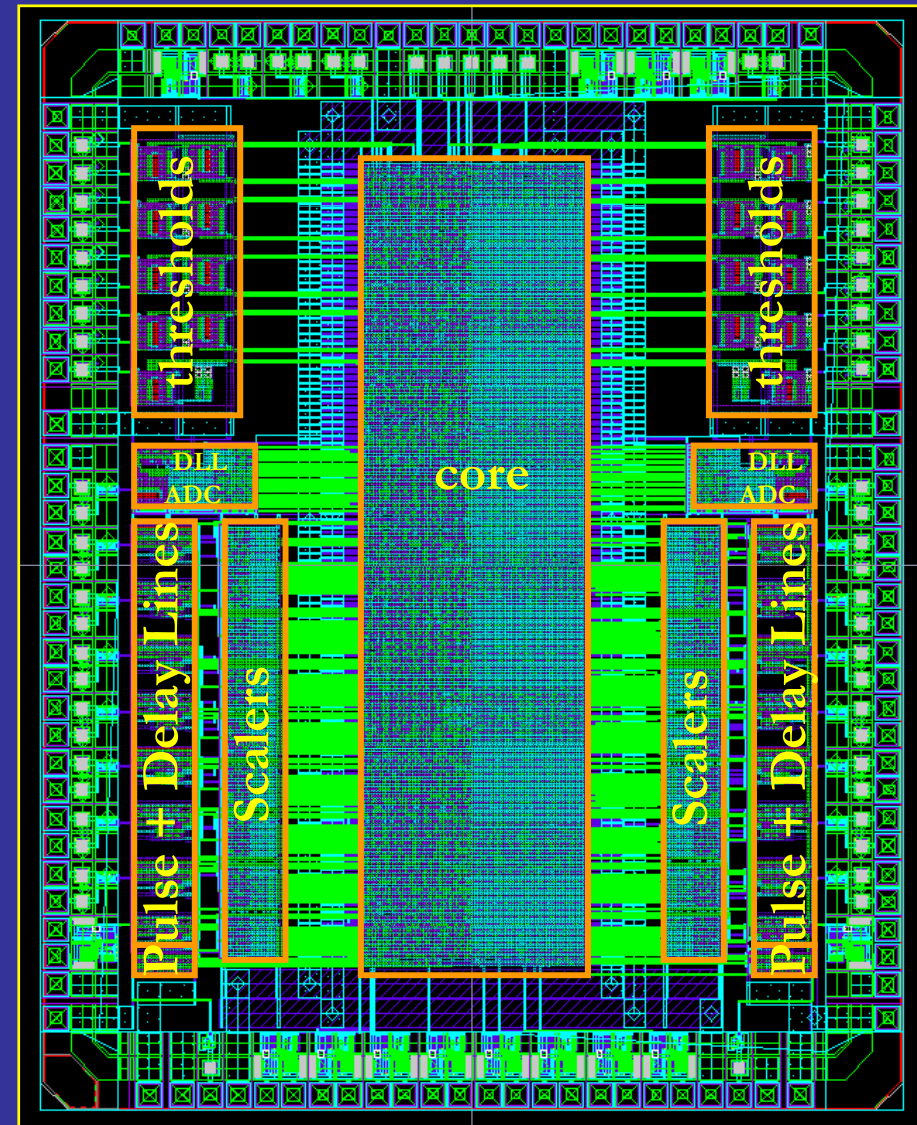 thresholds
thresholds
core
DLL
ADC
DLL
ADC
Pulse + Delay Lines
Scalers
Scalers
Pulse + Delay Lines